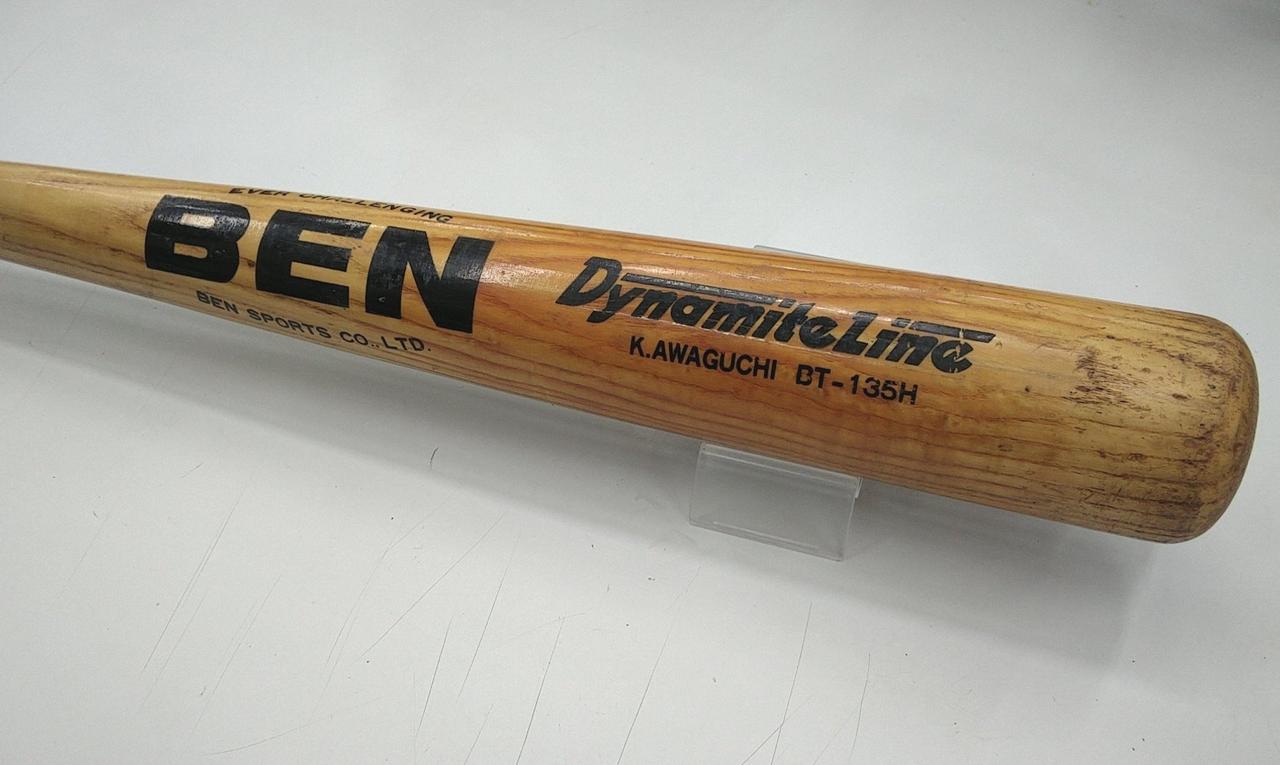 EVER CHALLENGING
BEN
BEN SPORTS CO.,LTD.
DynamiteLine
K.AWAGUCHI BT-135H